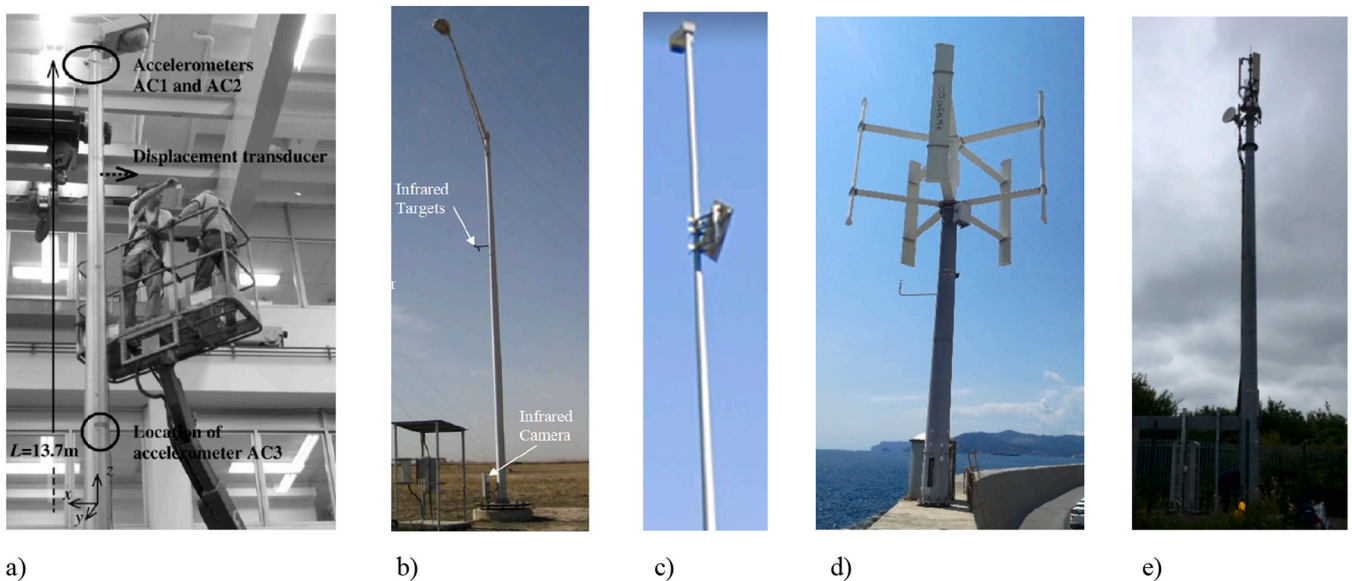 Accelerometers
AC1 and AC2
Displacement transducer
Location of
accelerometer AC3
L=13.7m
z
x
y
Infrared
Targets
r
Infrared
Camera
a)
b)
c)
d)
e)